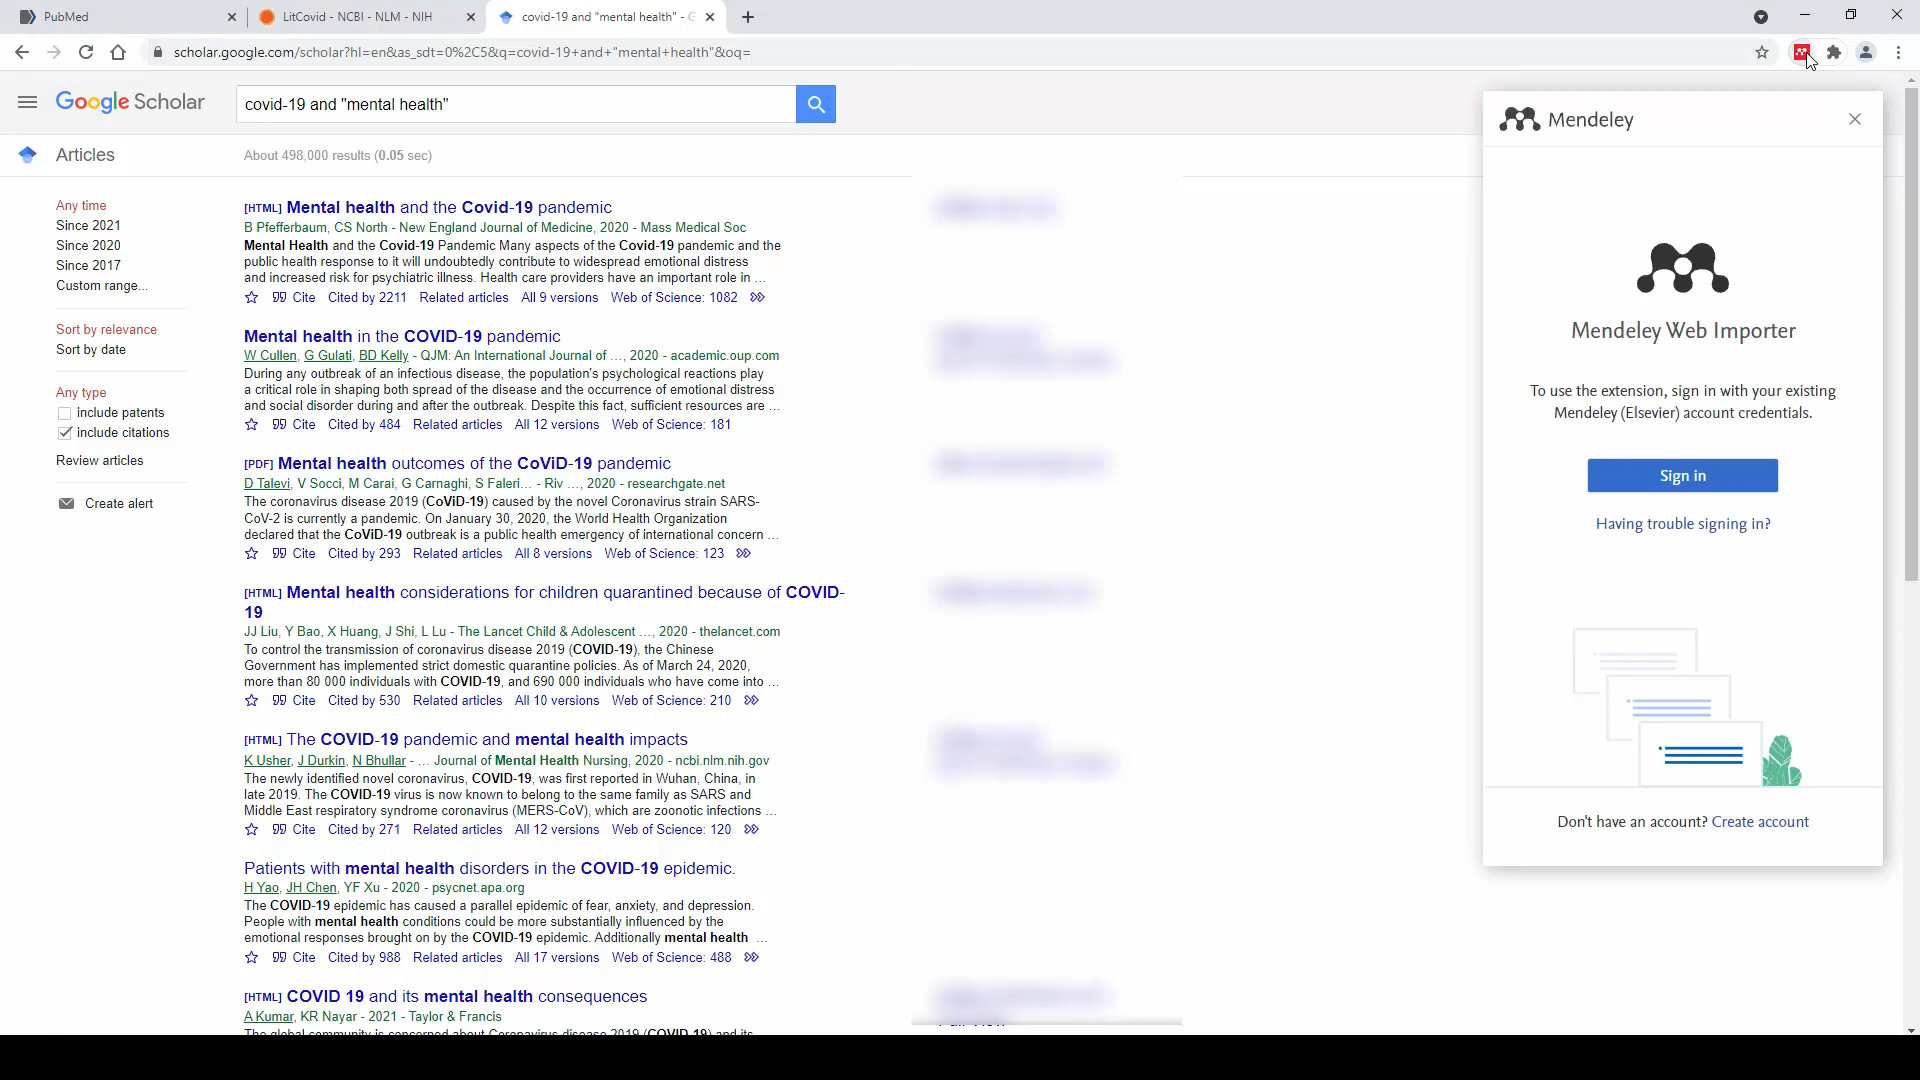 PubMed
LitCovid - NCBI - NLM - NIH
covid-19 and "mental health" - G
scholar.google.com/scholar?hl=en&as_sdt=0%2C5&q=covid-19+and+"mental+health"&oq=
Google Scholar
covid-19 and "mental health"
Articles
About 498,000 results (0.05 sec)
Any time
Since 2021
Since 2020
Since 2017
Custom range...
Sort by relevance
Sort by date
Any type
include patents
include citations
Review articles
Create alert
[HTML] Mental health and the Covid-19 pandemic
B Pfefferbaum, CS North - New England Journal of Medicine, 2020 - Mass Medical Soc
Mental Health and the Covid-19 Pandemic Many aspects of the Covid-19 pandemic and the
public health response to it will undoubtedly contribute to widespread emotional distress
and increased risk for psychiatric illness. Health care providers have an important role in ...
Cite Cited by 2211 Related articles All 9 versions Web of Science: 1082
Mental health in the COVID-19 pandemic
W Cullen, G Gulati, BD Kelly - QJM: An International Journal of ..., 2020 - academic.oup.com
During any outbreak of an infectious disease, the population's psychological reactions play
a critical role in shaping both spread of the disease and the occurrence of emotional distress
and social disorder during and after the outbreak. Despite this fact, sufficient resources are ...
Cite Cited by 484 Related articles All 12 versions Web of Science: 181
[PDF] Mental health outcomes of the CoViD-19 pandemic
D Talevi, V Socci, M Carai, G Carnaghi, S Faleri... - Riv ..., 2020 - researchgate.net
The coronavirus disease 2019 (CoViD-19) caused by the novel Coronavirus strain SARS-
CoV-2 is currently a pandemic. On January 30, 2020, the World Health Organization
declared that the CoViD-19 outbreak is a public health emergency of international concern ...
Cite Cited by 293 Related articles All 8 versions Web of Science: 123
[HTML] Mental health considerations for children quarantined because of COVID-
19
JJ Liu, Y Bao, X Huang, J Shi, L Lu - The Lancet Child & Adolescent ..., 2020 - thelancet.com
To control the transmission of coronavirus disease 2019 (COVID-19), the Chinese
Government has implemented strict domestic quarantine policies. As of March 24, 2020,
more than 80 000 individuals with COVID-19, and 690 000 individuals who have come into ...
Cite Cited by 530 Related articles All 10 versions Web of Science: 210
[HTML] The COVID-19 pandemic and mental health impacts
K Usher, J Durkin, N Bhullar - ... Journal of Mental Health Nursing, 2020 - ncbi.nlm.nih.gov
The newly identified novel coronavirus, COVID-19, was first reported in Wuhan, China, in
late 2019. The COVID-19 virus is now known to belong to the same family as SARS and
Middle East respiratory syndrome coronavirus (MERS-CoV), which are zoonotic infections ...
Cite Cited by 271 Related articles All 12 versions Web of Science: 120
Patients with mental health disorders in the COVID-19 epidemic.
H Yao, JH Chen, YF Xu - 2020 - psycnet.apa.org
The COVID-19 epidemic has caused a parallel epidemic of fear, anxiety, and depression.
People with mental health conditions could be more substantially influenced by the
emotional responses brought on by the COVID-19 epidemic. Additionally mental health ...
Cite Cited by 988 Related articles All 17 versions Web of Science: 488
[HTML] COVID 19 and its mental health consequences
A Kumar, KR Nayar - 2021 - Taylor & Francis
The global community is concerned about Coronavirus disease 2019 (COVID-19) and its
Mendeley
Mendeley Web Importer
To use the extension, sign in with your existing
Mendeley (Elsevier) account credentials.
Sign in
Having trouble signing in?
Don't have an account? Create account